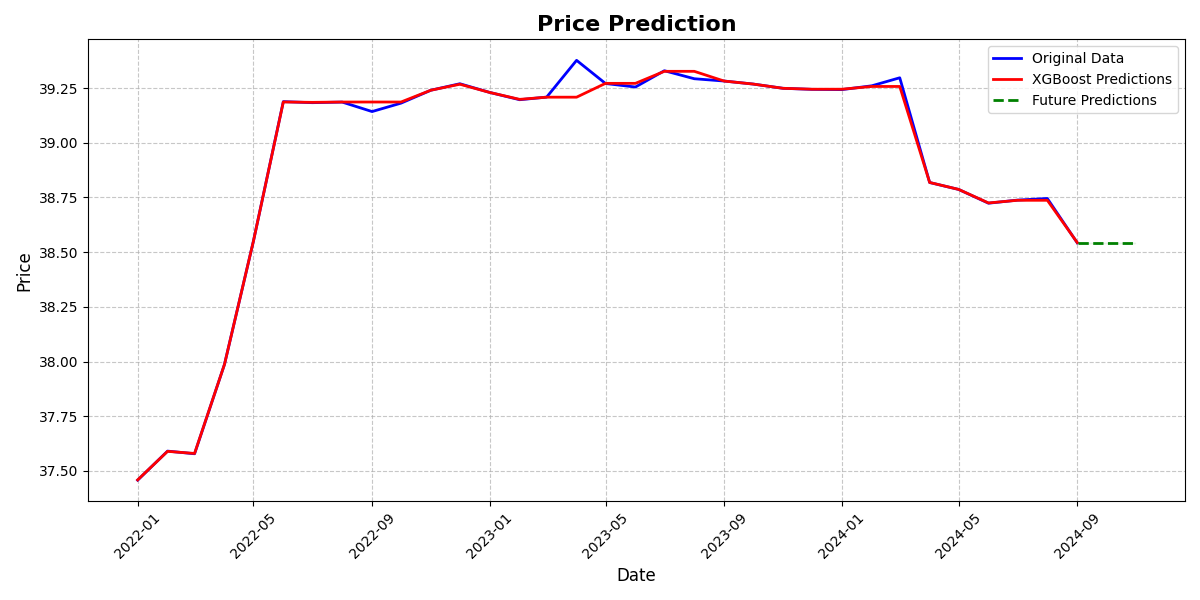 Price Prediction
Original Data
XGBoost Predictions
Future Predictions
Price
39.25
39.00
38.75
38.50
38.25
38.00
37.75
37.50
2022-01
2022-05
2022-09
2023-01
2023-05
2023-09
2024-01
2024-05
2024-09
Date